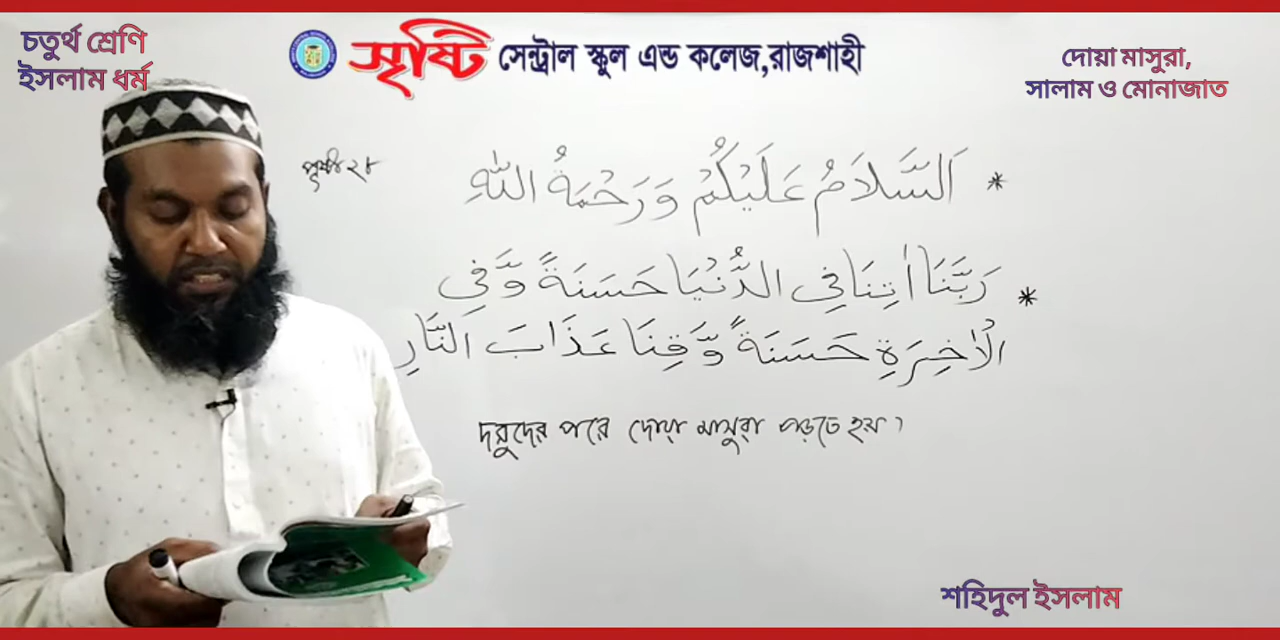 চতুর্থ শ্রেণি
ইসলাম ধর্ম
সৃষ্টি সেন্ট্রাল স্কুল এন্ড কলেজ,রাজশাহী
দোয়া মাসুরা,
সালাম ও মোনাজাত
পৃষ্ঠাঃ ২৮
* اَلسَّلَامُ عَلَيْكُمْ وَرَحْمَةُ اللّٰهِ
* رَبَّنَا اٰتِنَا فِى الدُّنْيَا حَسَنَةً وَّفِى
الْاٰخِرَةِ حَسَنَةً وَّقِنَا عَذَابَ النَّارِ
দরুদের পরে দোয়া মাসুরা পড়তে হয়।
শহিদুল ইসলাম